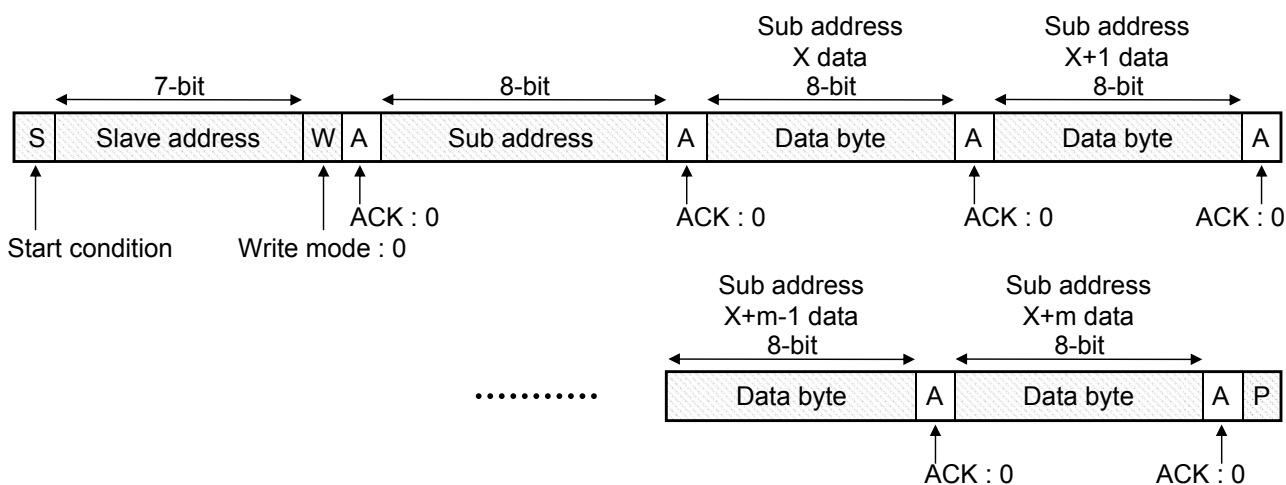 Sub address
X data
8-bit
Sub address
X+1 data
8-bit
7-bit
8-bit
S Slave address W A Sub address A Data byte A Data byte A
ACK : 0 ACK : 0 ACK : 0 ACK : 0
Start condition Write mode : 0
Sub address
X+m-1 data
8-bit
Sub address
X+m data
8-bit
Data byte A Data byte A P
ACK : 0 ACK : 0